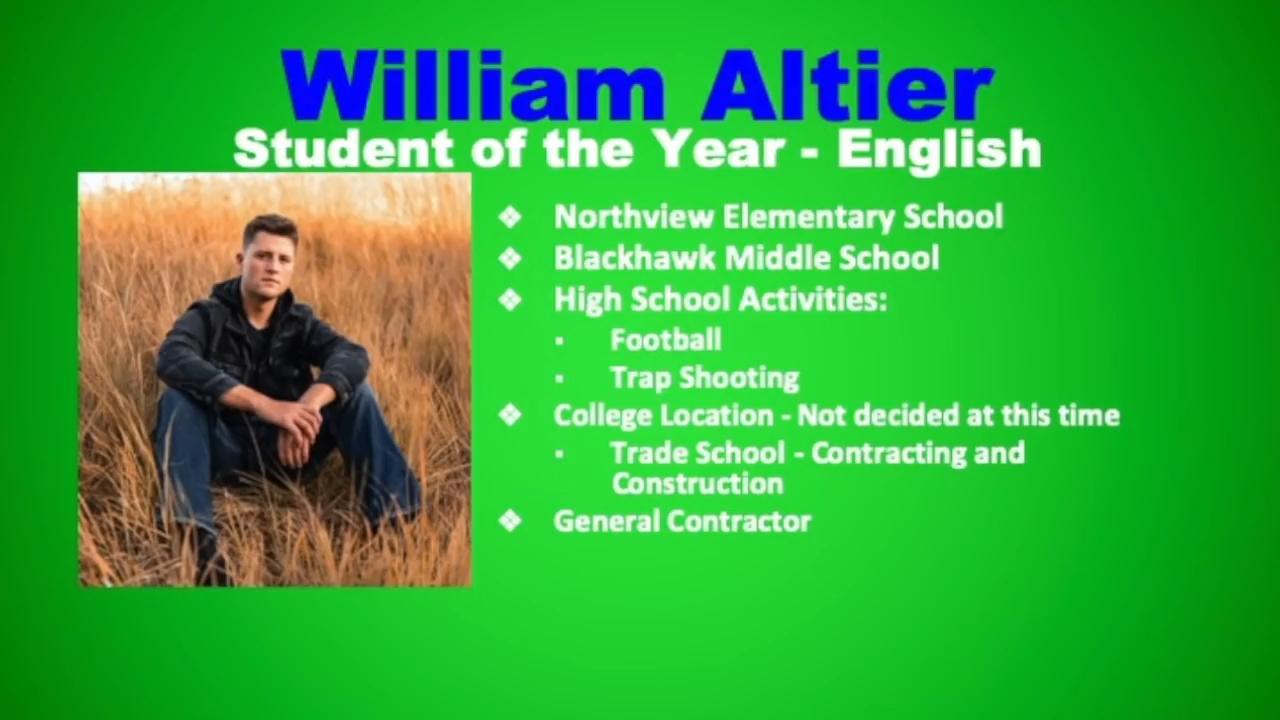 William Altier
Student of the Year - English
❖ Northview Elementary School
❖ Blackhawk Middle School
❖ High School Activities:
▪ Football
▪ Trap Shooting
❖ College Location - Not decided at this time
▪ Trade School - Contracting and
Construction
❖ General Contractor